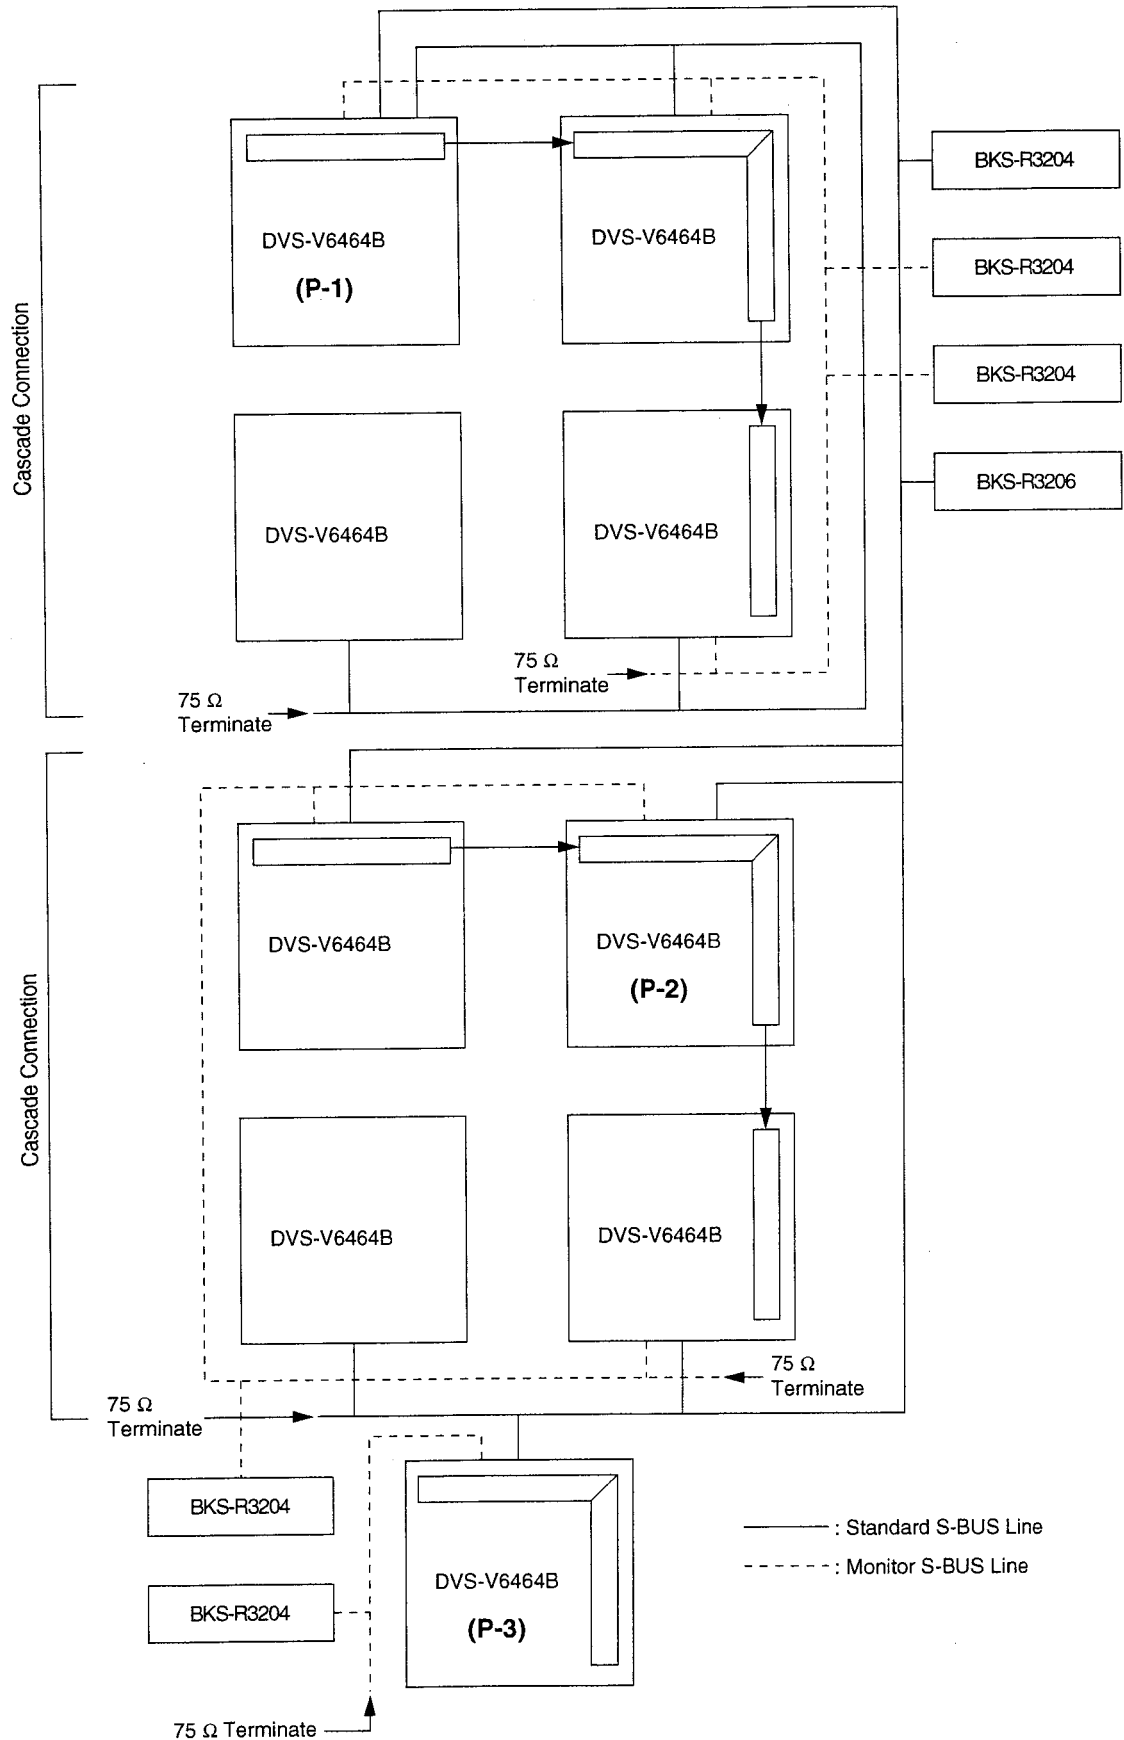 Cascade Connection
DVS-V6464B
(P-1)
DVS-V6464B
BKS-R3204
BKS-R3204
BKS-R3204
BKS-R3206
DVS-V6464B
DVS-V6464B
75 Ω
Terminate
75 Ω
Terminate
Cascade Connection
DVS-V6464B
DVS-V6464B
(P-2)
DVS-V6464B
DVS-V6464B
75 Ω
Terminate
75 Ω
Terminate
BKS-R3204
BKS-R3204
DVS-V6464B
(P-3)
: Standard S-BUS Line
: Monitor S-BUS Line
75 Ω Terminate